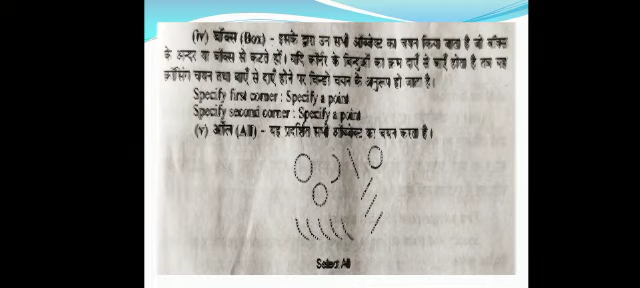 (iv) बॉक्स (Box) - इसके द्वारा उन सभी ऑब्जेक्ट का चयन किया जाता है जो बॉक्स
के अन्दर या बॉक्स से कटते हों। यदि कॉर्नर के बिन्दुओं का क्रम दाएँ से बाएँ होता है तब यह
क्रॉसिंग चयन तथा बाएँ से दाएँ होने पर विन्डो चयन के अनुरूप हो जाता है।
Specify first corner : Specify a point
Specify second corner : Specify a point
(v) ऑल (All) - यह प्रदर्शित सभी ऑब्जेक्ट का चयन करता है।
Select All